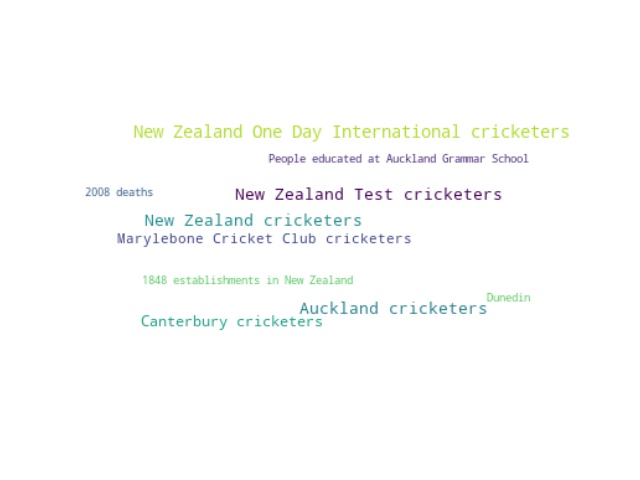 New Zealand One Day International cricketers
People educated at Auckland Grammar School
2008 deaths
New Zealand Test cricketers
New Zealand cricketers
Marylebone Cricket Club cricketers
1848 establishments in New Zealand
Dunedin
Auckland cricketers
Canterbury cricketers